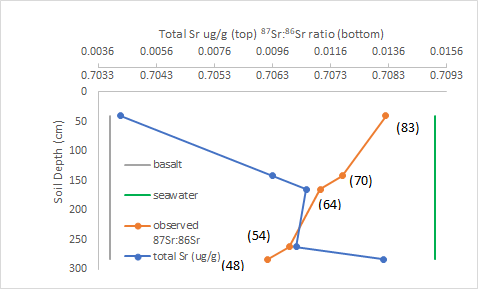 Total Sr ug/g (top) ⁸⁷Sr:⁸⁶Sr ratio (bottom)
0.0036 0.0056 0.0076 0.0096 0.0116 0.0136 0.0156
0.7033 0.7043 0.7053 0.7063 0.7073 0.7083 0.7093
0
50
100
150
200
250
300
Soil Depth (cm)
(83)
(70)
(64)
(54)
(48)
basalt
seawater
observed
87Sr:86Sr
total Sr (ug/g)